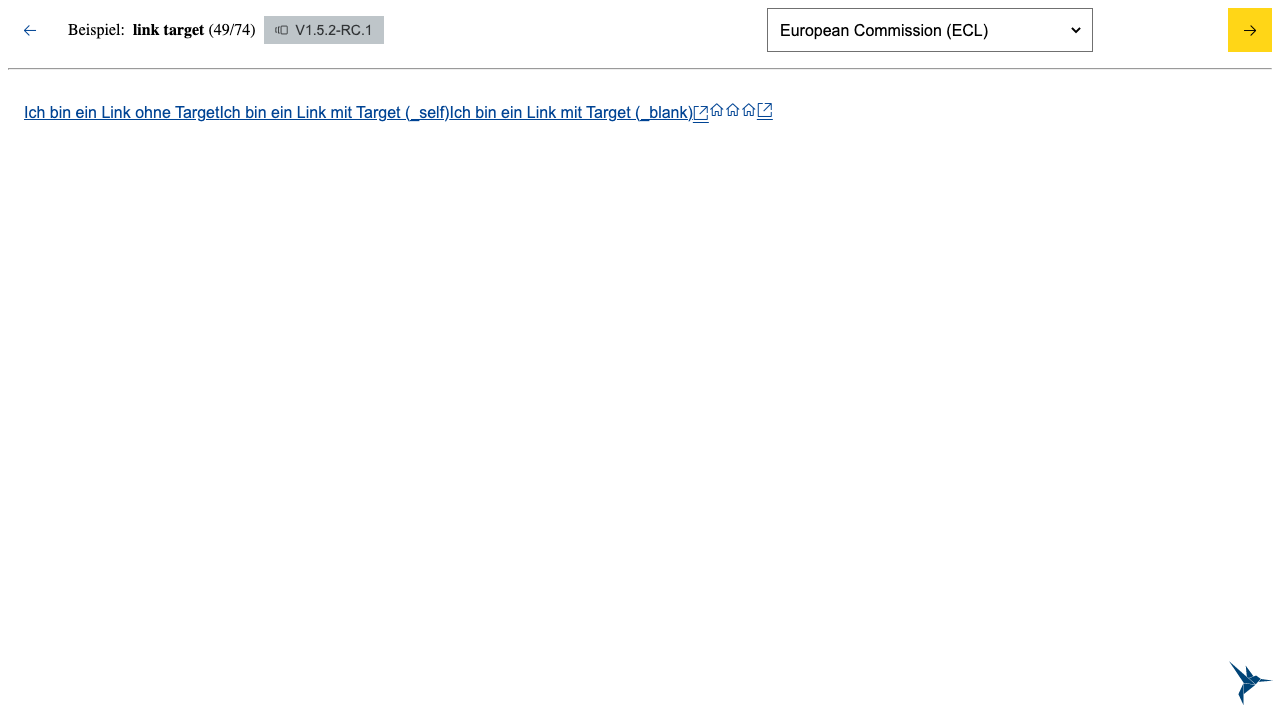 Beispiel: link target (49/74) V1.5.2-RC.1 European Commission (ECL)
Ich bin ein Link ohne TargetIch bin ein Link mit Target (_self)Ich bin ein Link mit Target (_blank)